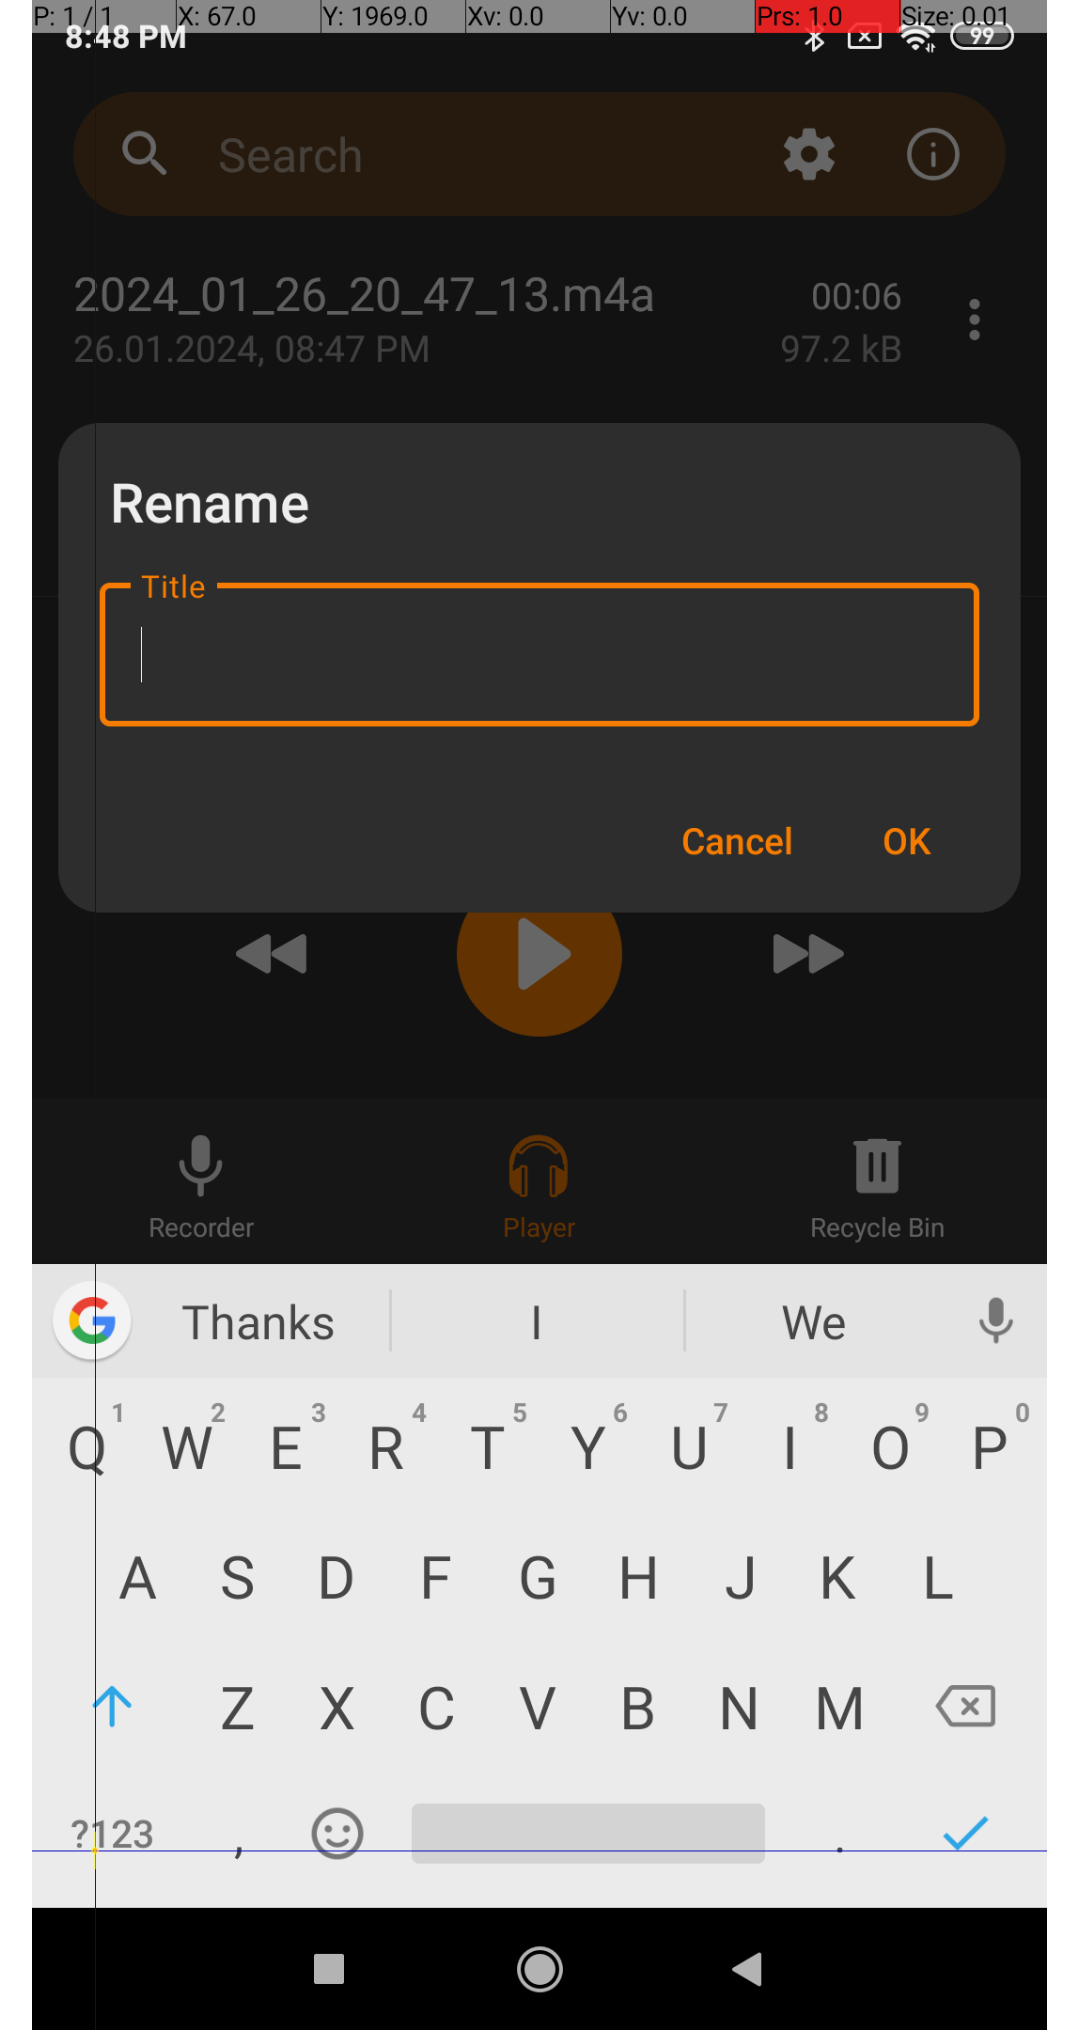 P: 1 / 1 X: 67.0 Y: 1969.0 Xv: 0.0 Yv: 0.0 Prs: 1.0 Size: 0.01
8:48 PM 99
Search
2024_01_26_20_47_13.m4a 00:06
26.01.2024, 08:47 PM 97.2 kB
Rename
Title
Cancel OK
Recorder Player Recycle Bin
G Thanks I We
1 2 3 4 5 6 7 8 9 0
Q W E R T Y U I O P
A S D F G H J K L
Z X C V B N M
?123 , .